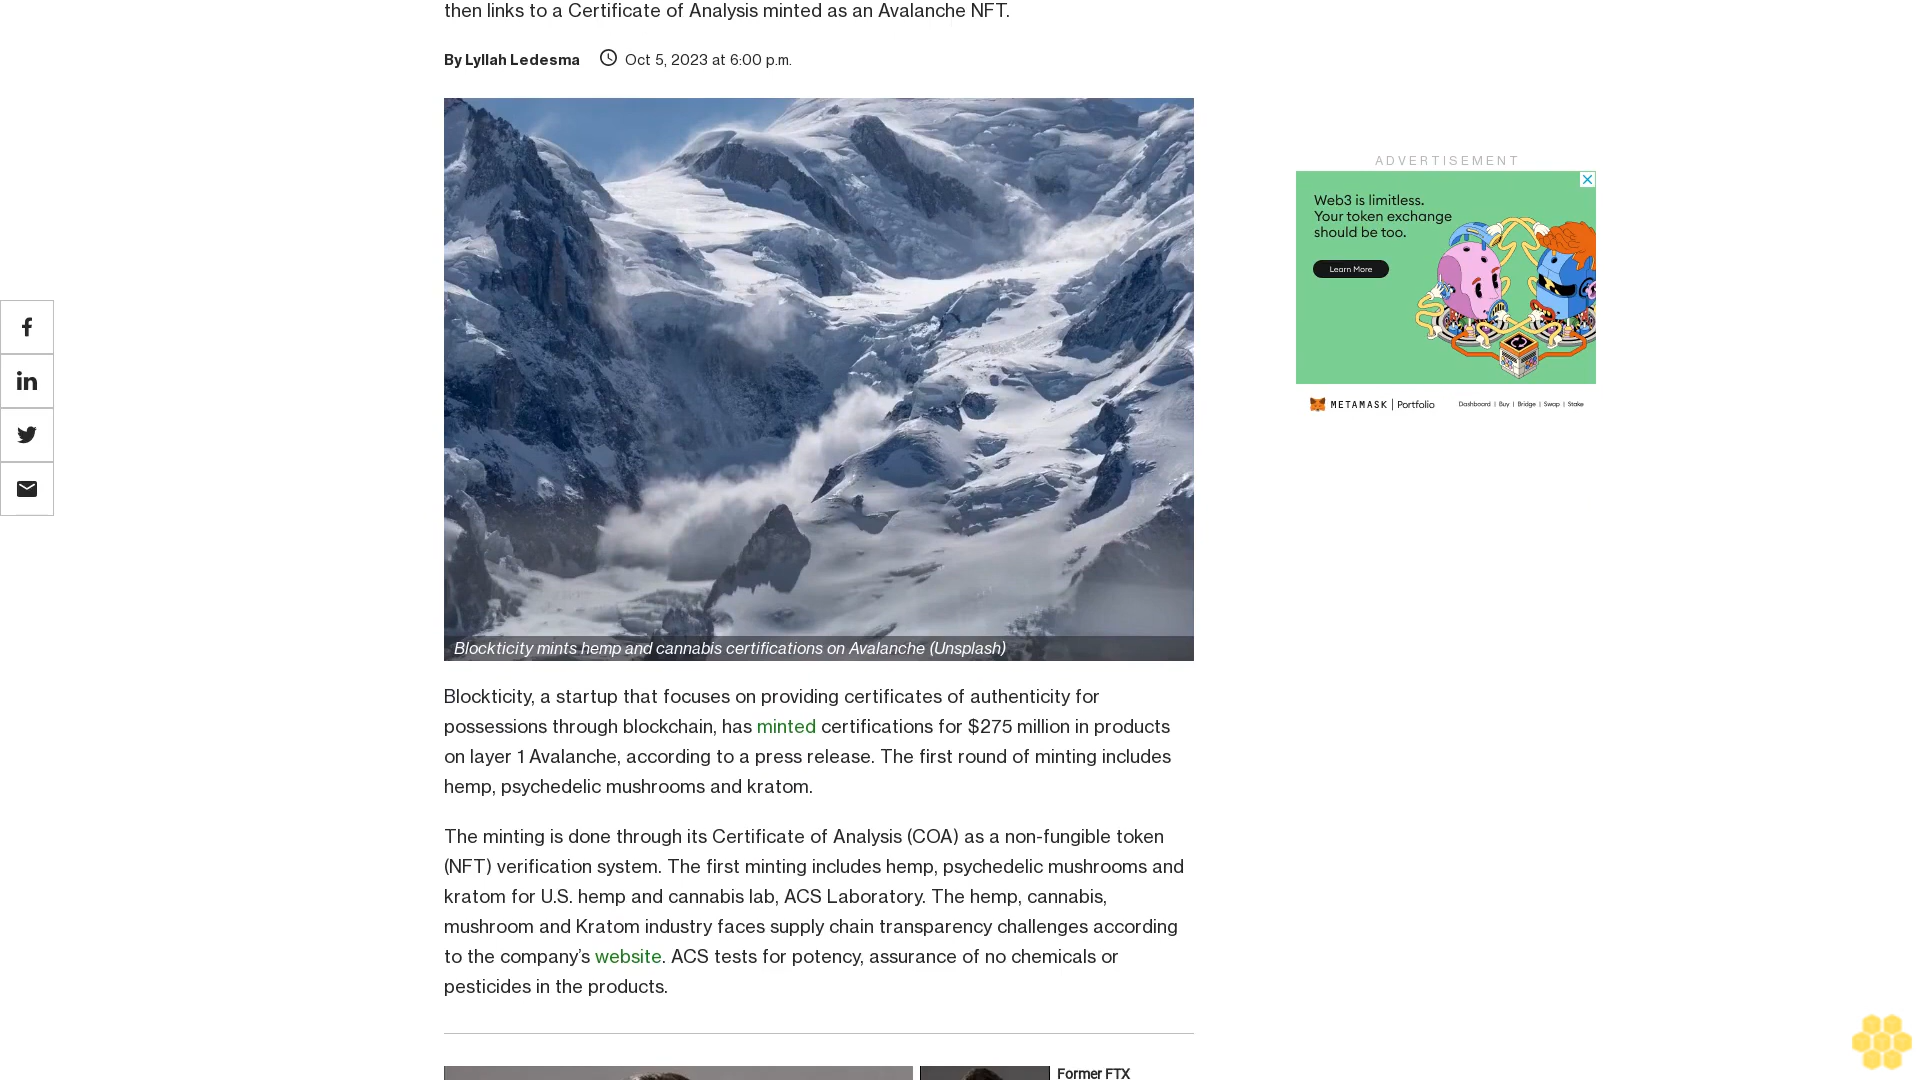 then links to a Certificate of Analysis minted as an Avalanche NFT.
By Lyllah Ledesma Oct 5, 2023 at 6:00 p.m.
ADVERTISEMENT
Web3 is limitless.
Your token exchange
should be too.
Learn More
METAMASK | Portfolio
Dashboard | Buy | Bridge | Swap | Stake
Blockticity mints hemp and cannabis certifications on Avalanche (Unsplash)
Blockticity, a startup that focuses on providing certificates of authenticity for
possessions through blockchain, has minted certifications for $275 million in products
on layer 1 Avalanche, according to a press release. The first round of minting includes
hemp, psychedelic mushrooms and kratom.
The minting is done through its Certificate of Analysis (COA) as a non-fungible token
(NFT) verification system. The first minting includes hemp, psychedelic mushrooms and
kratom for U.S. hemp and cannabis lab, ACS Laboratory. The hemp, cannabis,
mushroom and Kratom industry faces supply chain transparency challenges according
to the company’s website. ACS tests for potency, assurance of no chemicals or
pesticides in the products.
Former FTX